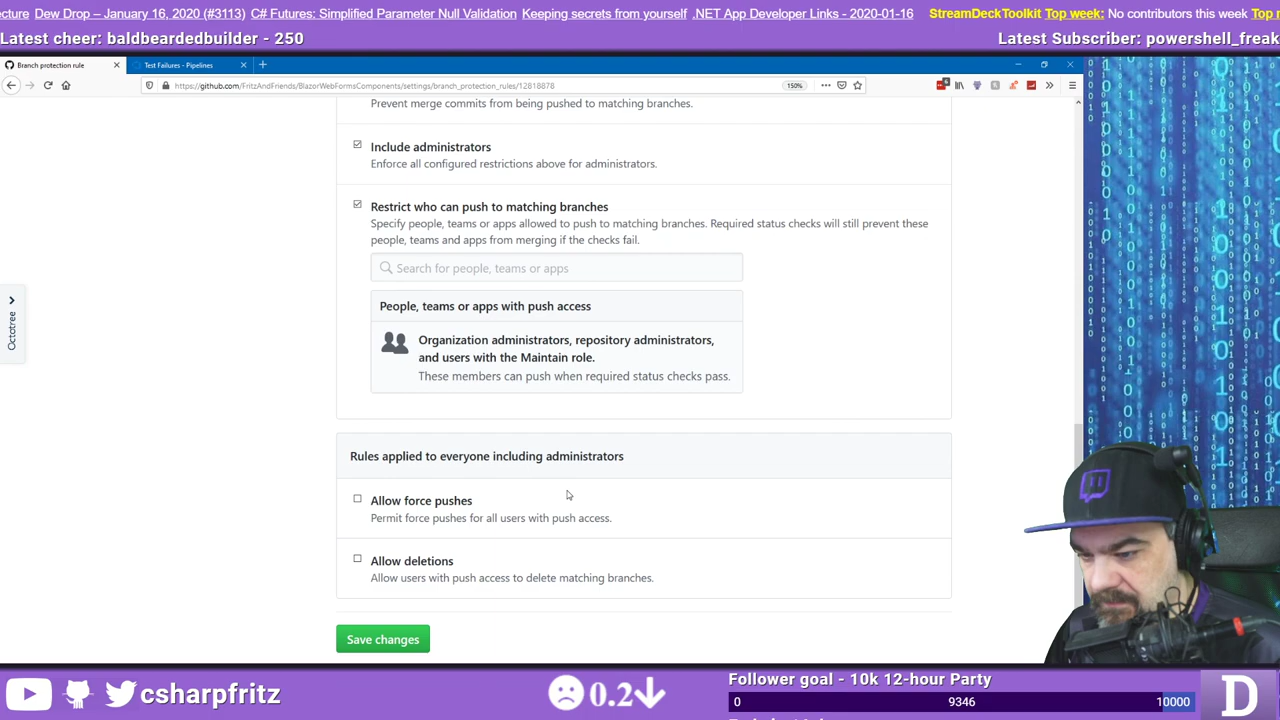 ecture Dew Drop – January 16, 2020 (#3113) C# Futures: Simplified Parameter Null Validation Keeping secrets from yourself .NET App Developer Links - 2020-01-16 StreamDeckToolkit Top week: No contributors this week Top
Latest cheer: baldbeardedbuilder - 250
Latest Subscriber: powershell_freak
Branch protection rule
Test Failures - Pipelines
https://github.com/FritzAndFriends/BlazorWebFormsComponents/settings/branch_protection_rules/12818878
150%
Prevent merge commits from being pushed to matching branches.
Include administrators
Enforce all configured restrictions above for administrators.
Restrict who can push to matching branches
Specify people, teams or apps allowed to push to matching branches. Required status checks will still prevent these
people, teams and apps from merging if the checks fail.
Search for people, teams or apps
People, teams or apps with push access
Organization administrators, repository administrators,
and users with the Maintain role.
These members can push when required status checks pass.
Octotree
Rules applied to everyone including administrators
Allow force pushes
Permit force pushes for all users with push access.
Allow deletions
Allow users with push access to delete matching branches.
Save changes
csharpfritz
0.2
Follower goal - 10k 12-hour Party
0 9346 10000
D